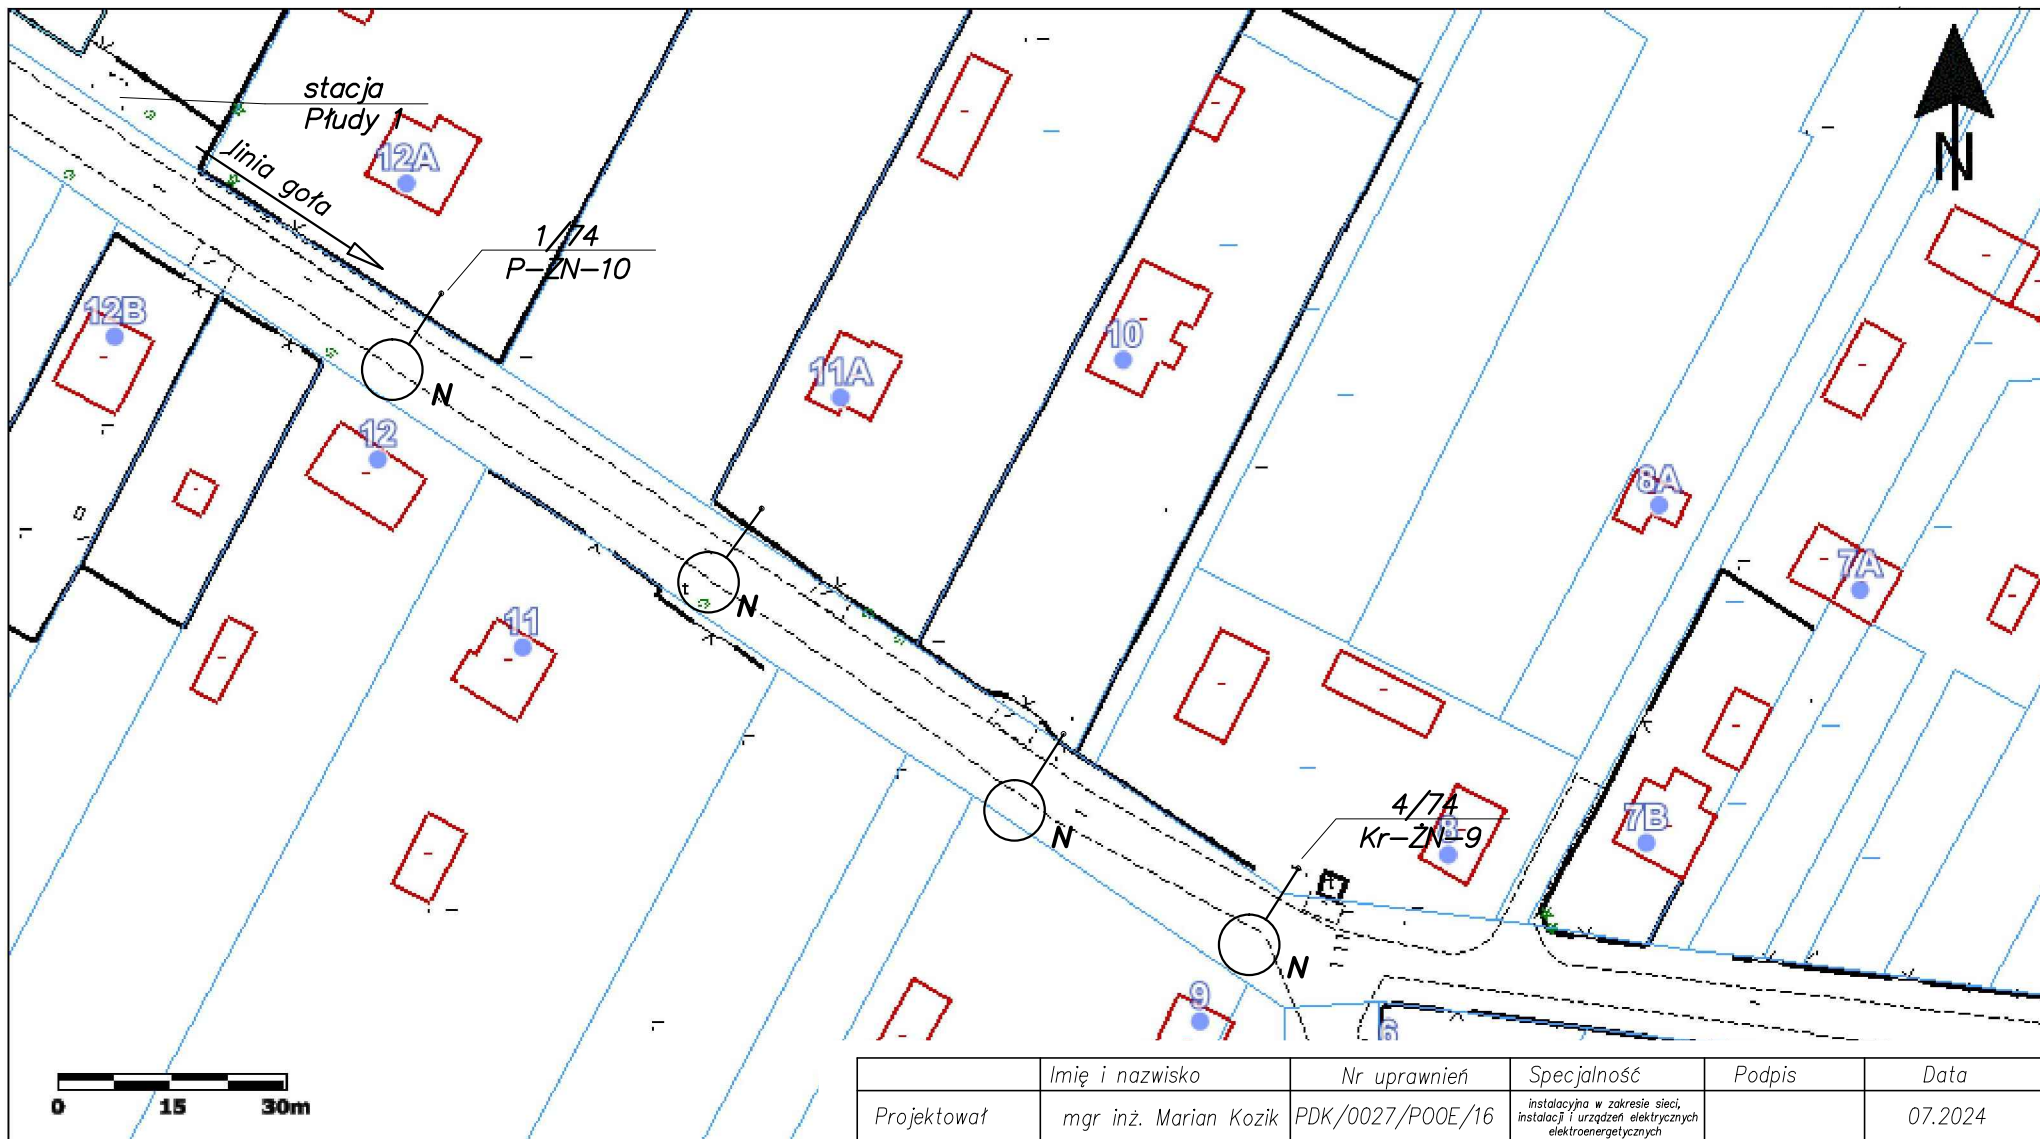 stacja
Płudy 1
N
12A
linia goła
1/74
P-ŻN-10
12B
10
11A
N
12
8A
7A
N
11
4/74
Kr-ŻN-9
8
7B
N
N
9
6
0 15 30m
Imię i nazwisko Nr uprawnień Specjalność Podpis Data
Projektował mgr inż. Marian Kozik PDK/0027/POOE/16 instalacyjna w zakresie sieci, 07.2024
instalacji i urządzeń elektrycznych
elektroenergetycznych